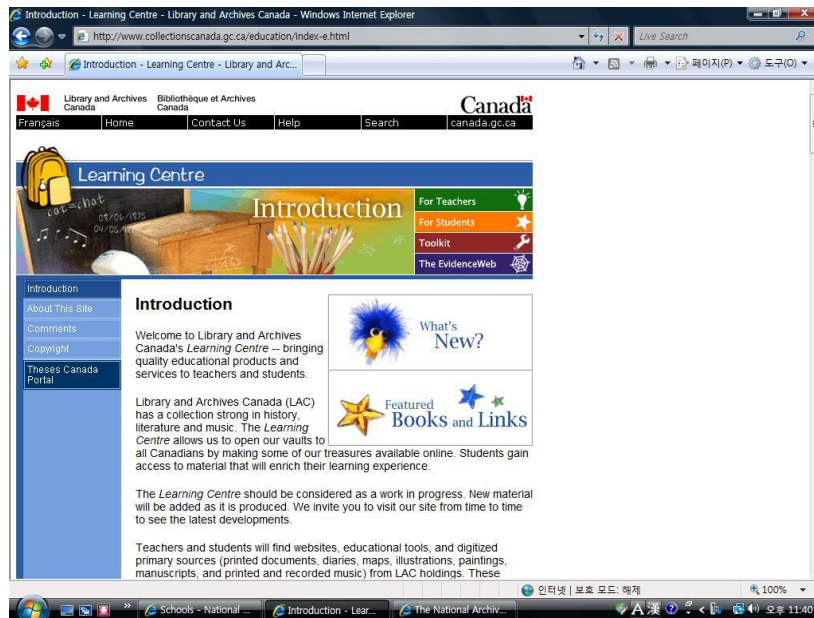 Introduction - Learning Centre - Library and Archives Canada - Windows Internet Explorer
http://www.collectionscanada.gc.ca/education/index-e.html
Live Search
Introduction - Learning Centre - Library and Arc...
페이지(P)
도구(O)
Library and Archives Canada
Bibliothèque et Archives Canada
Canada
Français Home Contact Us Help Search canada.gc.ca
Learning Centre
cat=chat
08/06/1875
Introduction
For Teachers
For Students
Toolkit
The EvidenceWeb
Introduction
About This Site
Comments
Copyright
Theses Canada
Portal
Introduction
What's
New?
Featured
Books and Links
Welcome to Library and Archives
Canada's Learning Centre -- bringing
quality educational products and
services to teachers and students.
Library and Archives Canada (LAC)
has a collection strong in history,
literature and music. The Learning
Centre allows us to open our vaults to
all Canadians by making some of our treasures available online. Students gain
access to material that will enrich their learning experience.
The Learning Centre should be considered as a work in progress. New material
will be added as it is produced. We invite you to visit our site from time to time
to see the latest developments.
Teachers and students will find websites, educational tools, and digitized
primary sources (printed documents, diaries, maps, illustrations, paintings,
manuscripts, and printed and recorded music) from LAC holdings. These
인터넷 | 보호 모드: 해제
100%
Schools - National ...
Introduction - Lear...
The National Archiv...
A 漢
오후 11:40